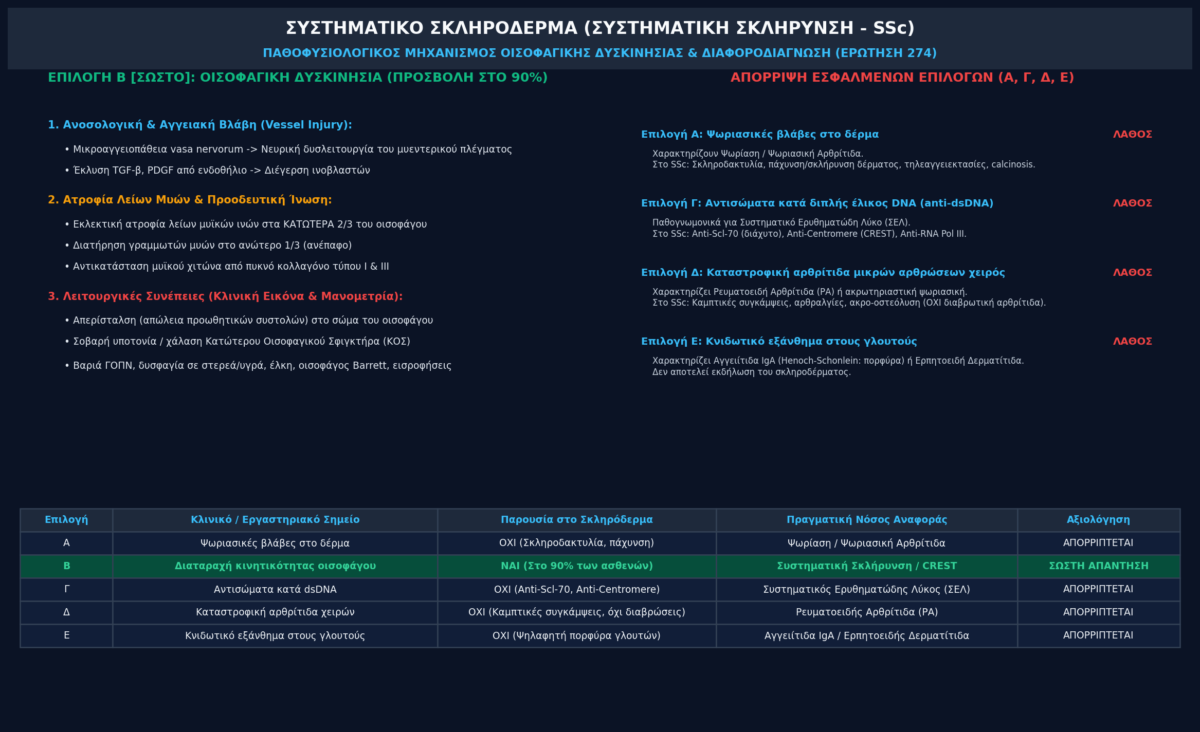 ΣΥΣΤΗΜΑΤΙΚΟ ΣΚΛΗΡΟΔΕΡΜΑ (ΣΥΣΤΗΜΑΤΙΚΗ ΣΚΛΗΡΥΝΣΗ - SSc)
ΠΑΘΟΦΥΣΙΟΛΟΓΙΚΟΣ ΜΗΧΑΝΙΣΜΟΣ ΟΙΣΟΦΑΓΙΚΗΣ ΔΥΣΚΙΝΗΣΙΑΣ & ΔΙΑΦΟΡΟΔΙΑΓΝΩΣΗ (ΕΡΩΤΗΣΗ 274)
ΕΠΙΛΟΓΗ Β [ΣΩΣΤΟ]: ΟΙΣΟΦΑΓΙΚΗ ΔΥΣΚΙΝΗΣΙΑ (ΠΡΟΣΒΟΛΗ ΣΤΟ 90%)
1. Ανοσολογική & Αγγειακή Βλάβη (Vessel Injury):
• Μικροαγγειοπάθεια vasa nervorum -> Νευρική δυσλειτουργία του μυεντερικού πλέγματος
• Έκλυση TGF-β, PDGF από ενδοθήλιο -> Διέγερση ινοβλαστών
2. Ατροφία Λείων Μυών & Προοδευτική Ίνωση:
• Εκλεκτική ατροφία λείων μυϊκών ινών στα ΚΑΤΩΤΕΡΑ 2/3 του οισοφάγου
• Διατήρηση γραμμωτών μυών στο ανώτερο 1/3 (ανέπαφο)
• Αντικατάσταση μυϊκού χιτώνα από πυκνό κολλαγόνο τύπου I & III
3. Λειτουργικές Συνέπειες (Κλινική Εικόνα & Μανομετρία):
• Απερίσταλση (απώλεια προωθητικών συστολών) στο σώμα του οισοφάγου
• Σοβαρή υποτονία / χάλαση Κατώτερου Οισοφαγικού Σφιγκτήρα (ΚΟΣ)
• Βαριά ΓΟΠΝ, δυσφαγία σε στερεά/υγρά, έλκη, οισοφάγος Barrett, εισροφήσεις
ΑΠΟΡΡΙΨΗ ΕΣΦΑΛΜΕΝΩΝ ΕΠΙΛΟΓΩΝ (Α, Γ, Δ, Ε)
Επιλογή Α: Ψωριασικές βλάβες στο δέρμα ΛΑΘΟΣ
Χαρακτηρίζουν Ψωρίαση / Ψωριασική Αρθρίτιδα.
Στο SSc: Σκληροδακτυλία, πάχυνση/σκλήρυνση δέρματος, τηλεαγγειεκτασίες, calcinosis.
Επιλογή Γ: Αντισώματα κατά διπλής έλικος DNA (anti-dsDNA) ΛΑΘΟΣ
Παθογνωμονικά για Συστηματικό Ερυθηματώδη Λύκο (ΣΕΛ).
Στο SSc: Anti-Scl-70 (διάχυτο), Anti-Centromere (CREST), Anti-RNA Pol III.
Επιλογή Δ: Καταστροφική αρθρίτιδα μικρών αρθρώσεων χειρός ΛΑΘΟΣ
Χαρακτηρίζει Ρευματοειδή Αρθρίτιδα (ΡΑ) ή ακρωτηριαστική ψωριασική.
Στο SSc: Καμπτικές συγκάμψεις, αρθραλγίες, ακρο-οστεόλυση (ΟΧΙ διαβρωτική αρθρίτιδα).
Επιλογή Ε: Κνιδωτικό εξάνθημα στους γλουτούς ΛΑΘΟΣ
Χαρακτηρίζει Αγγειίτιδα IgA (Henoch-Schonlein: πορφύρα) ή Ερπητοειδή Δερματίτιδα.
Δεν αποτελεί εκδήλωση του σκληροδέρματος.
Επιλογή Κλινικό / Εργαστηριακό Σημείο Παρουσία στο Σκληρόδερμα Πραγματική Νόσος Αναφοράς Αξιολόγηση
Α Ψωριασικές βλάβες στο δέρμα ΟΧΙ (Σκληροδακτυλία, πάχυνση) Ψωρίαση / Ψωριασική Αρθρίτιδα ΑΠΟΡΡΙΠΤΕΤΑΙ
Β Διαταραχή κινητικότητας οισοφάγου ΝΑΙ (Στο 90% των ασθενών) Συστηματική Σκλήρυνση / CREST ΣΩΣΤΗ ΑΠΑΝΤΗΣΗ
Γ Αντισώματα κατά dsDNA ΟΧΙ (Anti-Scl-70, Anti-Centromere) Συστηματικός Ερυθηματώδης Λύκος (ΣΕΛ) ΑΠΟΡΡΙΠΤΕΤΑΙ
Δ Καταστροφική αρθρίτιδα χειρών ΟΧΙ (Καμπτικές συγκάμψεις, όχι διαβρώσεις) Ρευματοειδής Αρθρίτιδα (ΡΑ) ΑΠΟΡΡΙΠΤΕΤΑΙ
Ε Κνιδωτικό εξάνθημα στους γλουτούς ΟΧΙ (Ψηλαφητή πορφύρα γλουτών) Αγγειίτιδα IgA / Ερπητοειδής Δερματίτιδα ΑΠΟΡΡΙΠΤΕΤΑΙ